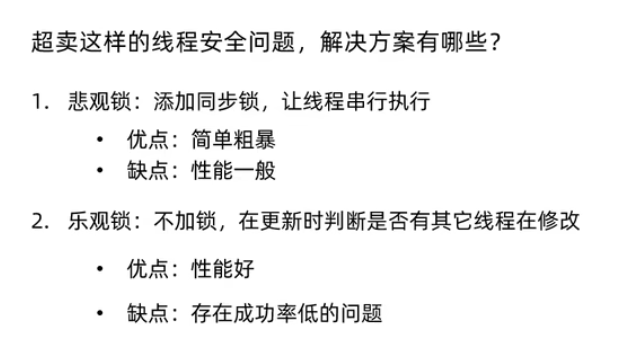 超卖这样的线程安全问题，解决方案有哪些？
1. 悲观锁：添加同步锁，让线程串行执行
• 优点：简单粗暴
• 缺点：性能一般
2. 乐观锁：不加锁，在更新时判断是否有其它线程在修改
• 优点：性能好
• 缺点：存在成功率低的问题